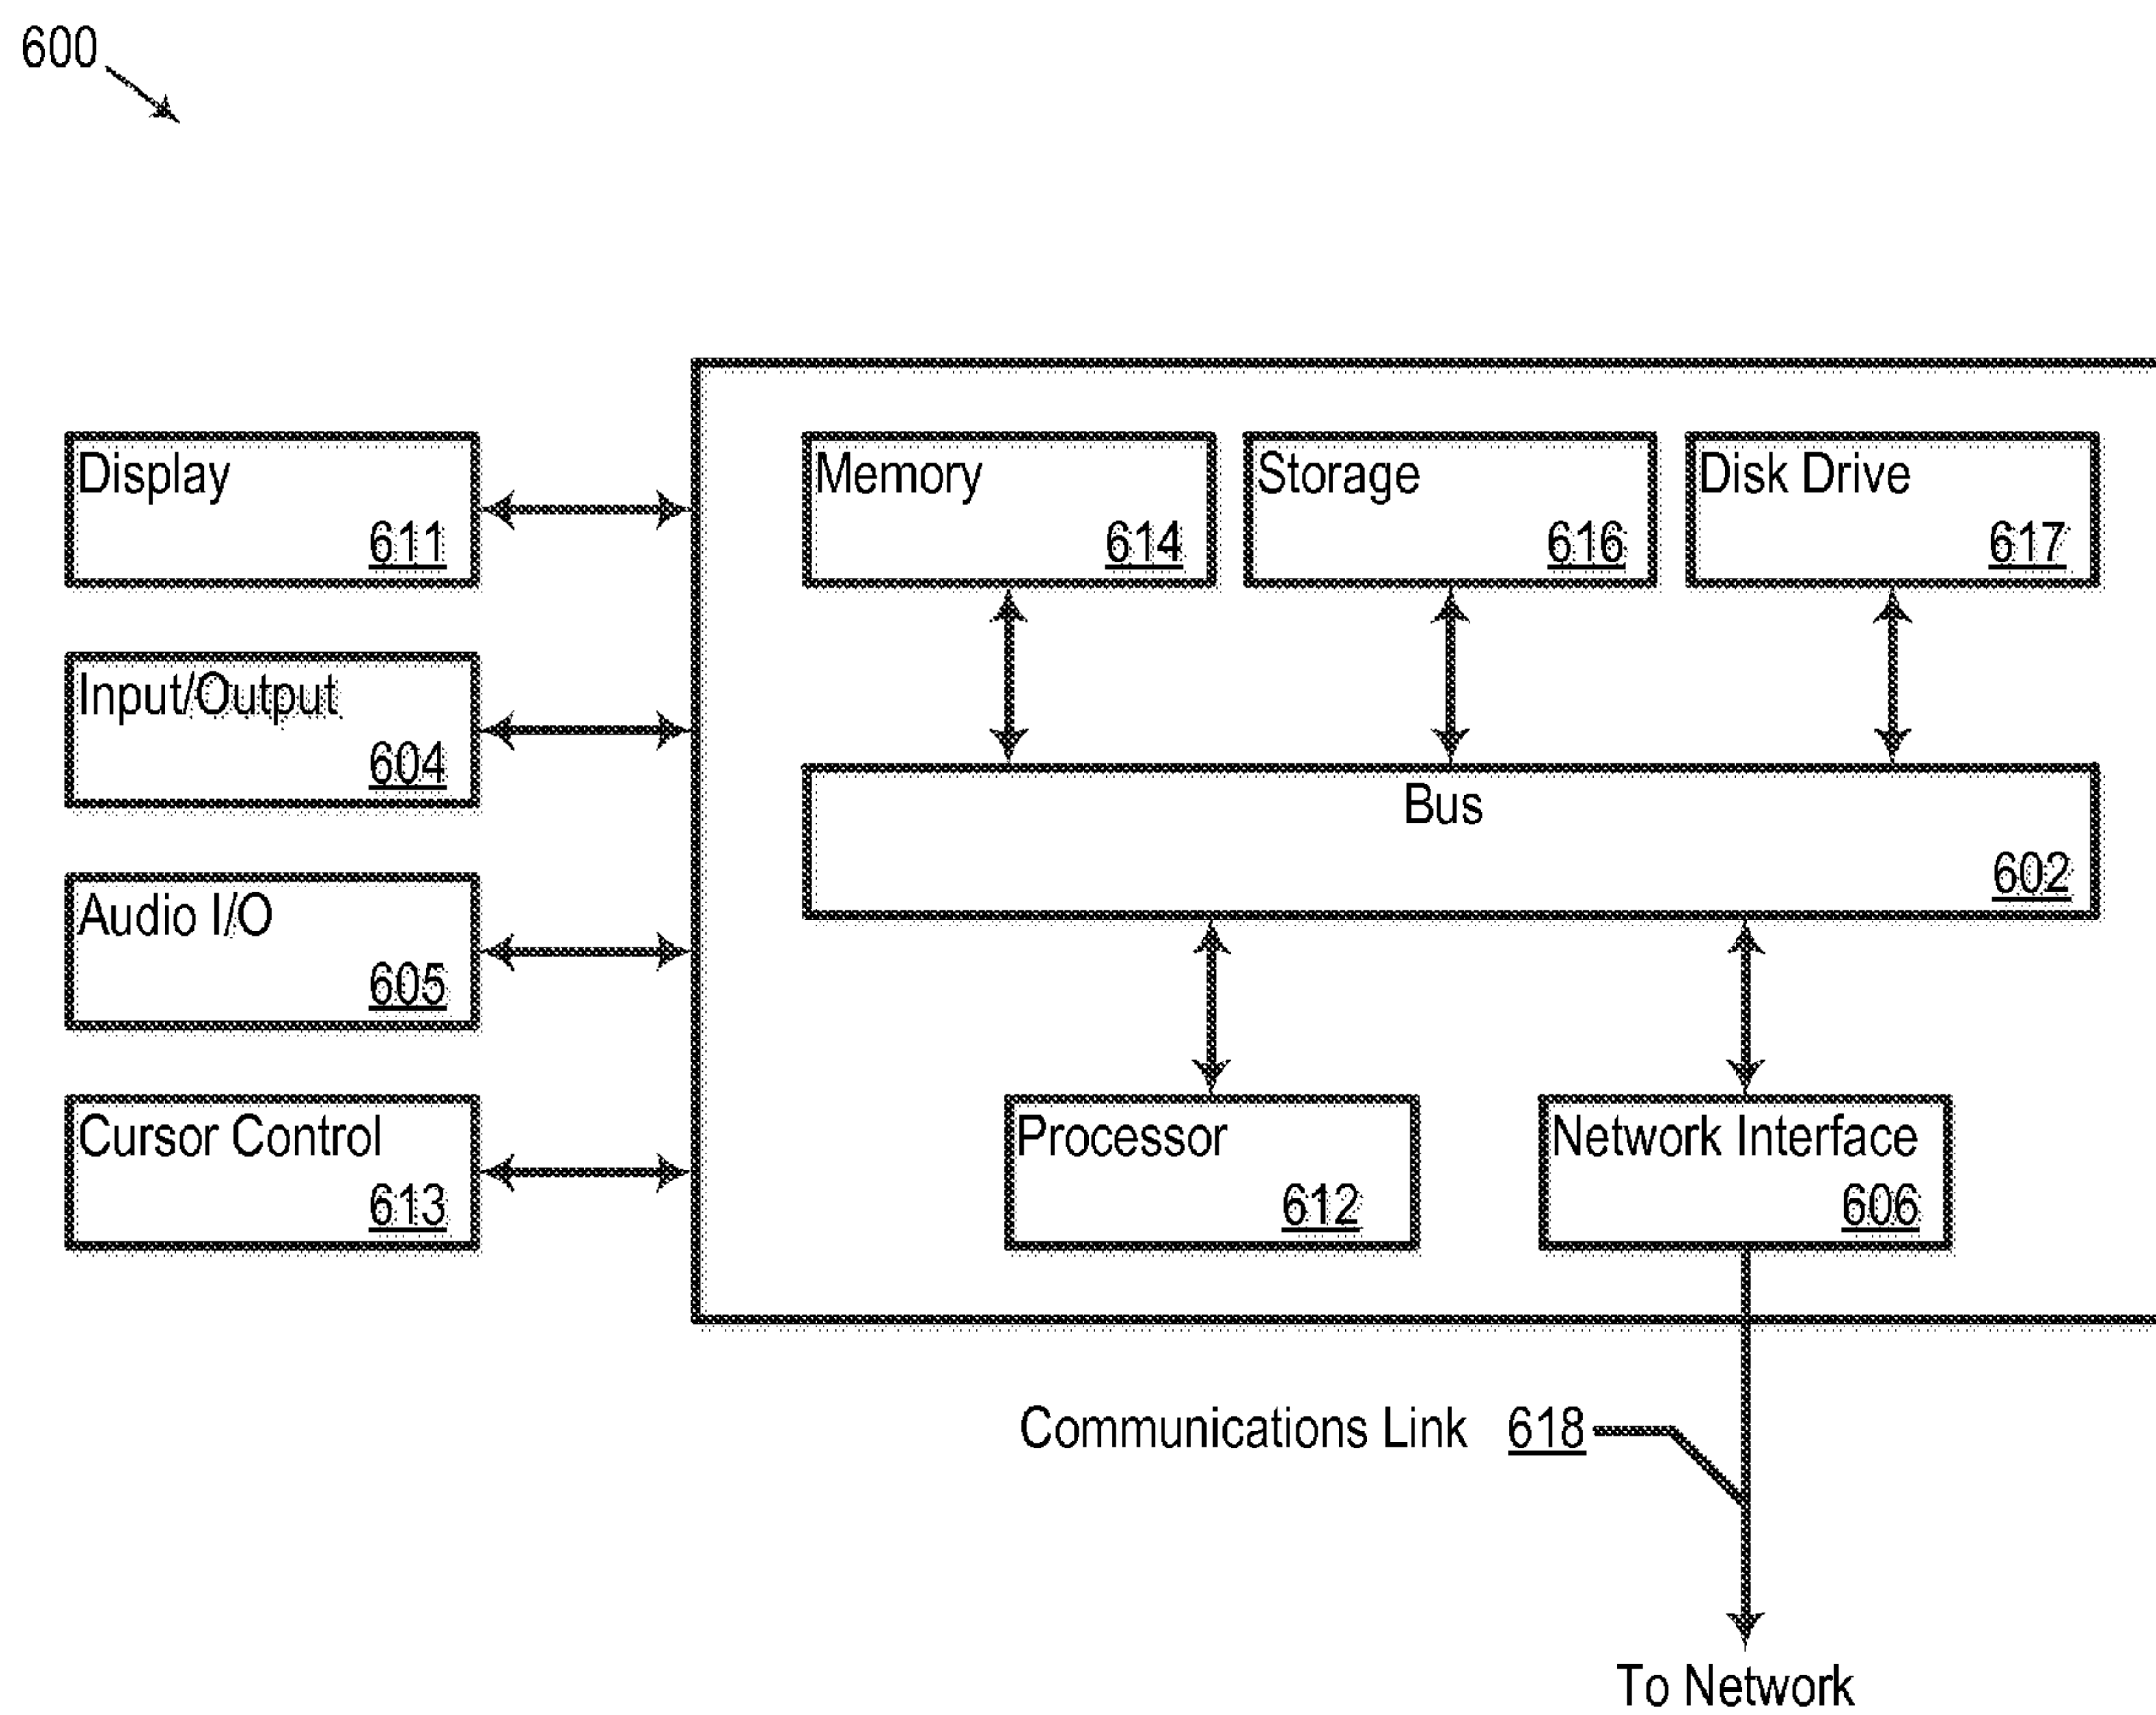 600
Display
611
Input/Output
604
Audio I/O
605
Cursor Control
613
Memory
614
Storage
616
Disk Drive
617
Bus
602
Processor
612
Network Interface
606
Communications Link 618
To Network